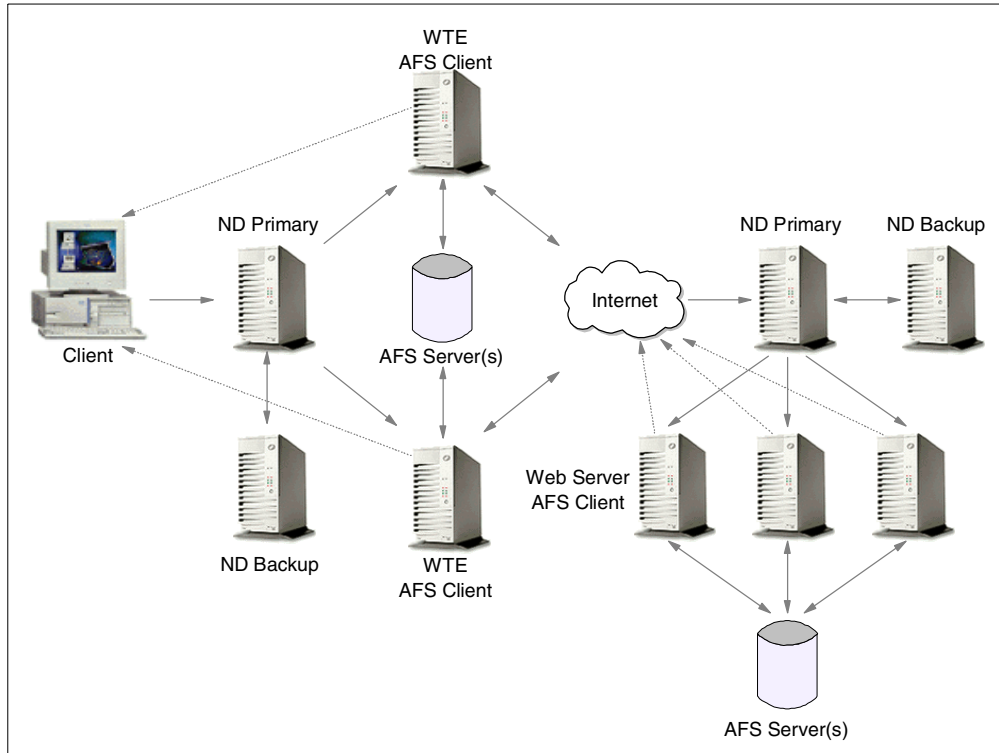 WTE
AFS Client
ND Primary
ND Primary
ND Backup
Internet
Client
AFS Server(s)
Web Server
AFS Client
ND Backup
WTE
AFS Client
AFS Server(s)